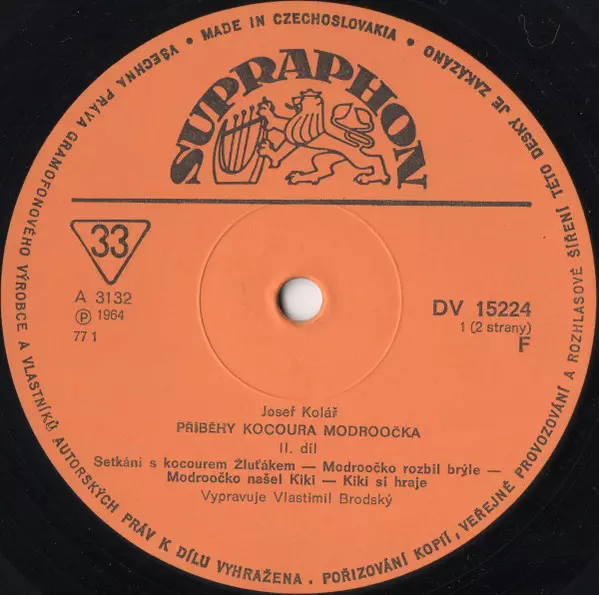 MADE IN CZECHOSLOVAKIA • VŠECHNA PRÁVA GRAMOFONOVÉHO VÝROBCE A VLASTNÍKŮ AUTORSKÝCH PRÁV K DÍLU VYHRAŽENA • POŘIZOVÁNÍ KOPIÍ, VEŘEJNÉ PROVOZOVÁNÍ A ROZHLASOVÉ ŠÍŘENÍ TÉTO DESKY JE ZAKÁZÁNO •
SUPRAPHON
33
A 3132
Ⓟ 1964
77 1
DV 15224
1 (2 strany)
F
Josef Kolář
PŘÍBĚHY KOCOURA MODROOČKA
II. díl
Setkání s kocourem Žluťákem — Modroočko rozbil brýle —
Modroočko našel Kiki — Kiki si hraje
Vypravuje Vlastimil Brodský